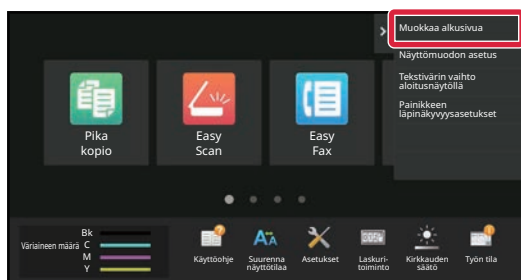 Muokkaa alkusivua
Näyttömuodon asetus
Tekstivärin vaihto
aloitusnäytöllä
Painikkeen
läpinäkyvyysasetukset
Pika
kopio
Easy
Scan
Easy
Fax
Väriaineen määrä
Bk
C
M
Y
Käyttöohje
Suurenna
näyttötilaa
Asetukset
Laskuri-
toiminto
Kirkkauden
säätö
Työn tila